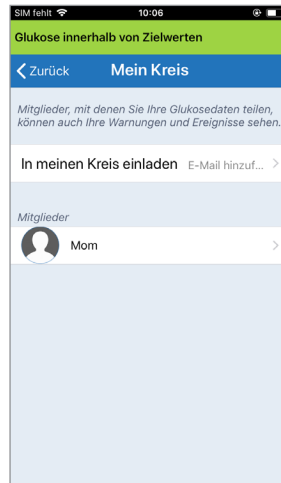 SIM fehlt 10:06
Glukose innerhalb von Zielwerten
Zurück Mein Kreis
Mitglieder, mit denen Sie Ihre Glukosedaten teilen,
können auch Ihre Warnungen und Ereignisse sehen.
In meinen Kreis einladen E-Mail hinzuf...
Mitglieder
Mom